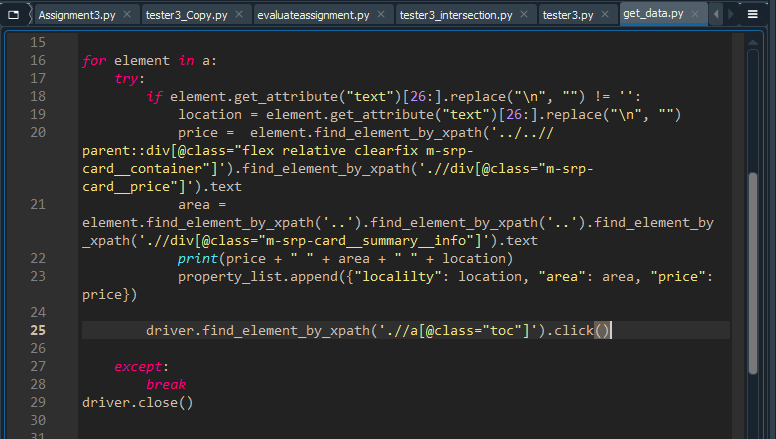 Assignment3.py tester3_Copy.py evaluateassignment.py tester3_intersection.py tester3.py get_data.py
15
16 for element in a:
17 try:
18 if element.get_attribute("text")[26:].replace("\n", "") != '':
19 location = element.get_attribute("text")[26:].replace("\n", "")
20 price =  element.find_element_by_xpath('../..//
parent::div[@class="flex relative clearfix m-srp-
card__container"]').find_element_by_xpath('.//div[@class="m-srp-
card__price"]').text
21 area =
element.find_element_by_xpath('..').find_element_by_xpath('..').find_element_by
_xpath('.//div[@class="m-srp-card__summary__info"]').text
22 print(price + " " + area + " " + location)
23 property_list.append({"localilty": location, "area": area, "price":
price})
24
25 driver.find_element_by_xpath('.//a[@class="toc"]').click()
26
27 except:
28 break
29 driver.close()
30
31